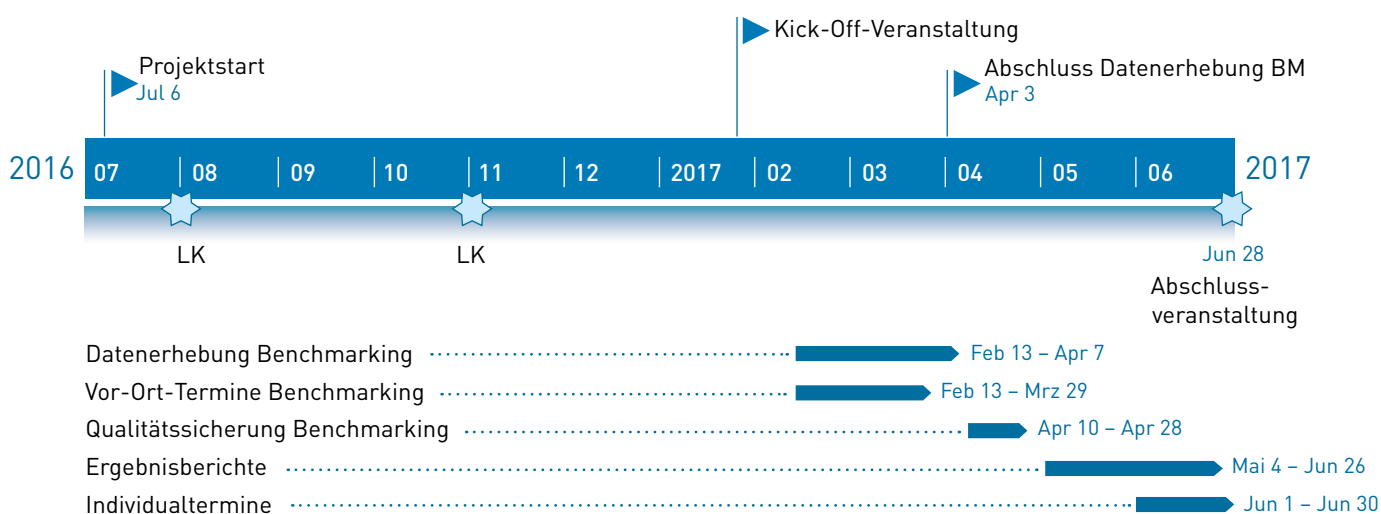 Kick-Off-Veranstaltung
Projektstart
Jul 6
Abschluss Datenerhebung BM
Apr 3
2016 07 08 09 10 11 12 2017 02 03 04 05 06 2017
LK LK Jun 28
Abschluss-
veranstaltung
Datenerhebung Benchmarking Feb 13 – Apr 7
Vor-Ort-Termine Benchmarking Feb 13 – Mrz 29
Qualitätssicherung Benchmarking Apr 10 – Apr 28
Ergebnisberichte Mai 4 – Jun 26
Individualtermine Jun 1 – Jun 30